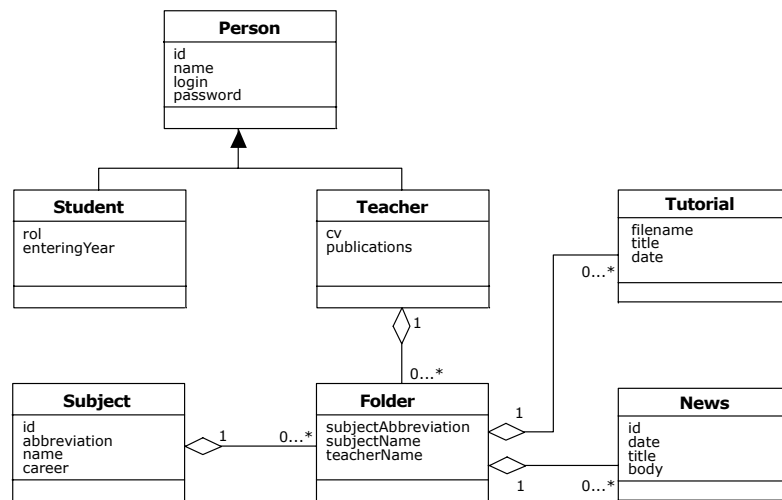 Person
id
name
login
password
Student
rol
enteringYear
Teacher
cv
publications
Tutorial
filename
title
date
0...*
1
0...*
Subject
id
abbreviation
name
career
1
0...*
Folder
subjectAbbreviation
subjectName
teacherName
1
1
0...*
News
id
date
title
body